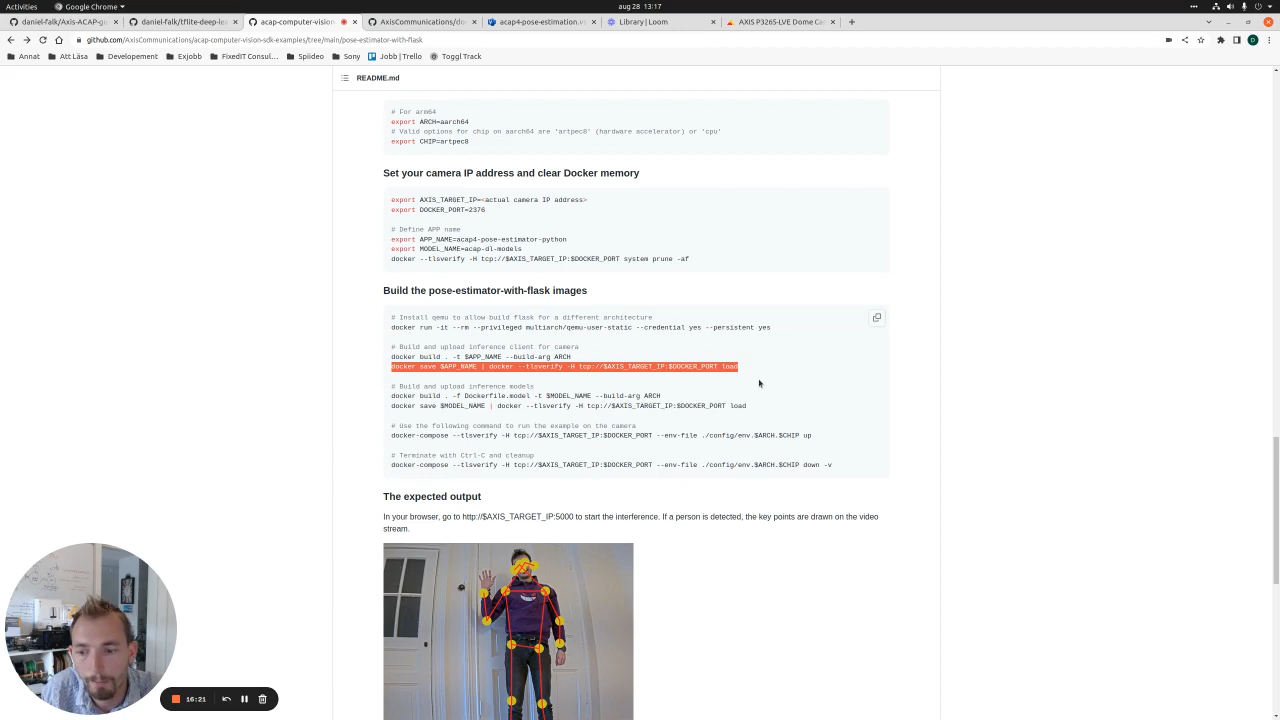 Activities
Google Chrome
aug 28 13:17
daniel-falk/Axis-ACAP-gu
daniel-falk/tflite-deep-lea
acap-computer-vision
AxisCommunications/do
acap4-pose-estimation.v
Library | Loom
AXIS P3265-LVE Dome Ca
github.com/AxisCommunications/acap-computer-vision-sdk-examples/tree/main/pose-estimator-with-flask
D
Annat
Att Läsa
Developement
Exjobb
FixedIT Consul…
Spiideo
Sony
Jobb | Trello
Toggl Track
README.md
# For arm64
export ARCH=aarch64
# Valid options for chip on aarch64 are 'artpec8' (hardware accelerator) or 'cpu'
export CHIP=artpec8
Set your camera IP address and clear Docker memory
export AXIS_TARGET_IP=<actual camera IP address>
export DOCKER_PORT=2376
# Define APP name
export APP_NAME=acap4-pose-estimator-python
export MODEL_NAME=acap-dl-models
docker --tlsverify -H tcp://$AXIS_TARGET_IP:$DOCKER_PORT system prune -af
Build the pose-estimator-with-flask images
# Install qemu to allow build flask for a different architecture
docker run -it --rm --privileged multiarch/qemu-user-static --credential yes --persistent yes
# Build and upload inference client for camera
docker build . -t $APP_NAME --build-arg ARCH
docker save $APP_NAME | docker --tlsverify -H tcp://$AXIS_TARGET_IP:$DOCKER_PORT load
# Build and upload inference models
docker build . -f Dockerfile.model -t $MODEL_NAME --build-arg ARCH
docker save $MODEL_NAME | docker --tlsverify -H tcp://$AXIS_TARGET_IP:$DOCKER_PORT load
# Use the following command to run the example on the camera
docker-compose --tlsverify -H tcp://$AXIS_TARGET_IP:$DOCKER_PORT --env-file ./config/env.$ARCH.$CHIP up
# Terminate with Ctrl-C and cleanup
docker-compose --tlsverify -H tcp://$AXIS_TARGET_IP:$DOCKER_PORT --env-file ./config/env.$ARCH.$CHIP down -v
The expected output
In your browser, go to http://$AXIS_TARGET_IP:5000 to start the interference. If a person is detected, the key points are drawn on the video
stream.
16:21